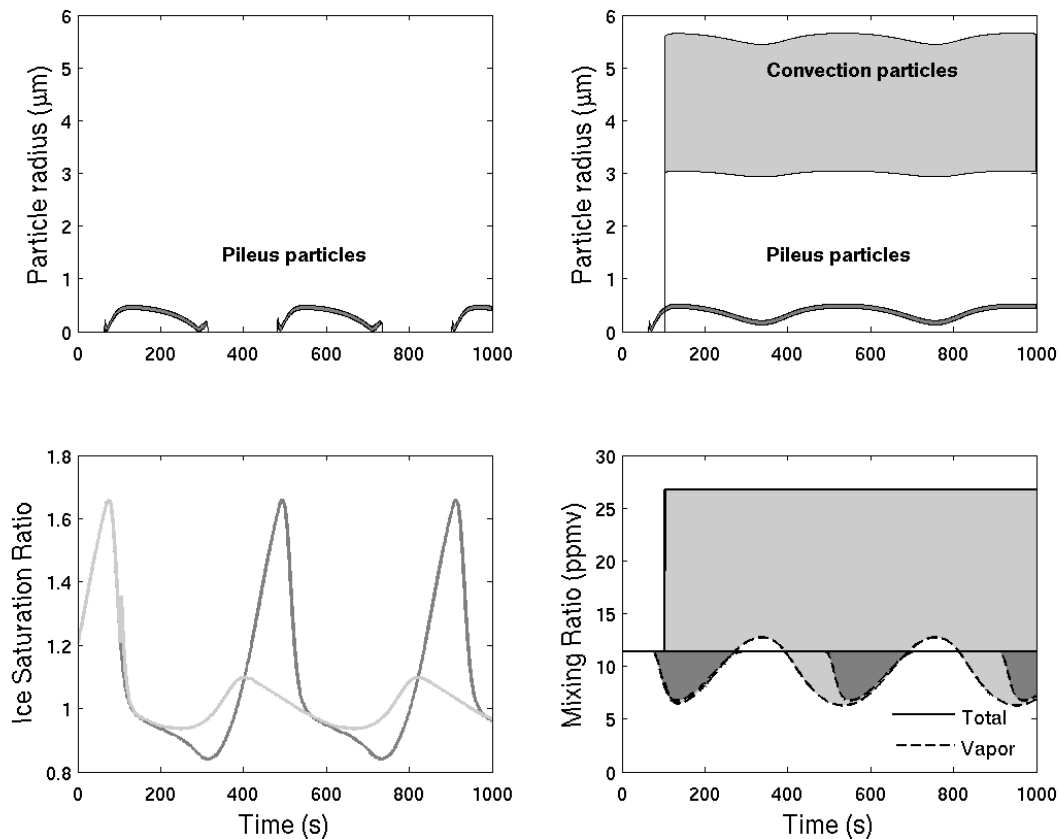 6
5
4
3
2
1
0
Particle radius (μm)
Pileus particles
0 200 400 600 800 1000
6
5
4
3
2
1
0
Particle radius (μm)
Convection particles
Pileus particles
0 200 400 600 800 1000
1.8
1.6
1.4
1.2
1
0.8
Ice Saturation Ratio
0 200 400 600 800 1000
Time (s)
30
25
20
15
10
5
0
Mixing Ratio (ppmv)
Total
Vapor
0 200 400 600 800 1000
Time (s)